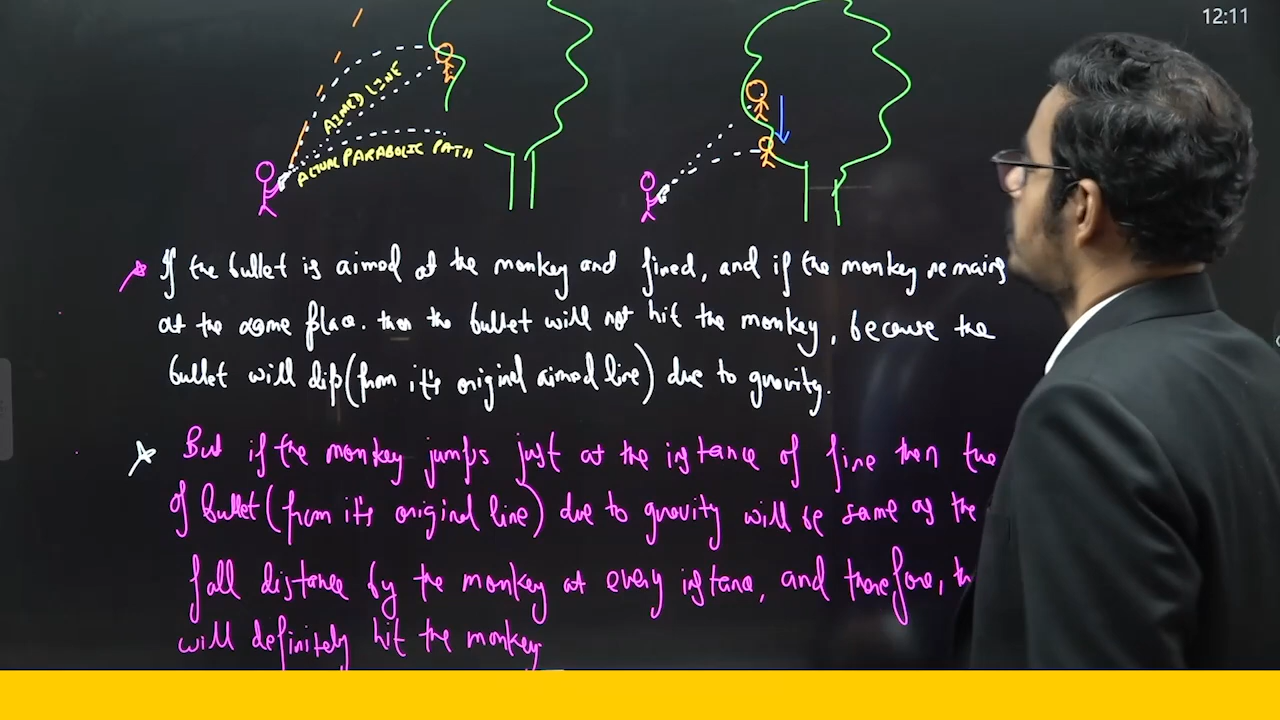 12:11
AIMED LINE
ACTUAL PARABOLIC PATH
If the bullet is aimed at the monkey and fired, and if the monkey remains
at the same place. then the bullet will not hit the monkey, because the
bullet will dip (from it's original aimed line) due to gravity.
But if the monkey jumps just at the instance of fire then the
of bullet (from it's original line) due to gravity will be same as the
fall distance by the monkey at every instance, and therefore,
will definitely hit the monkey.